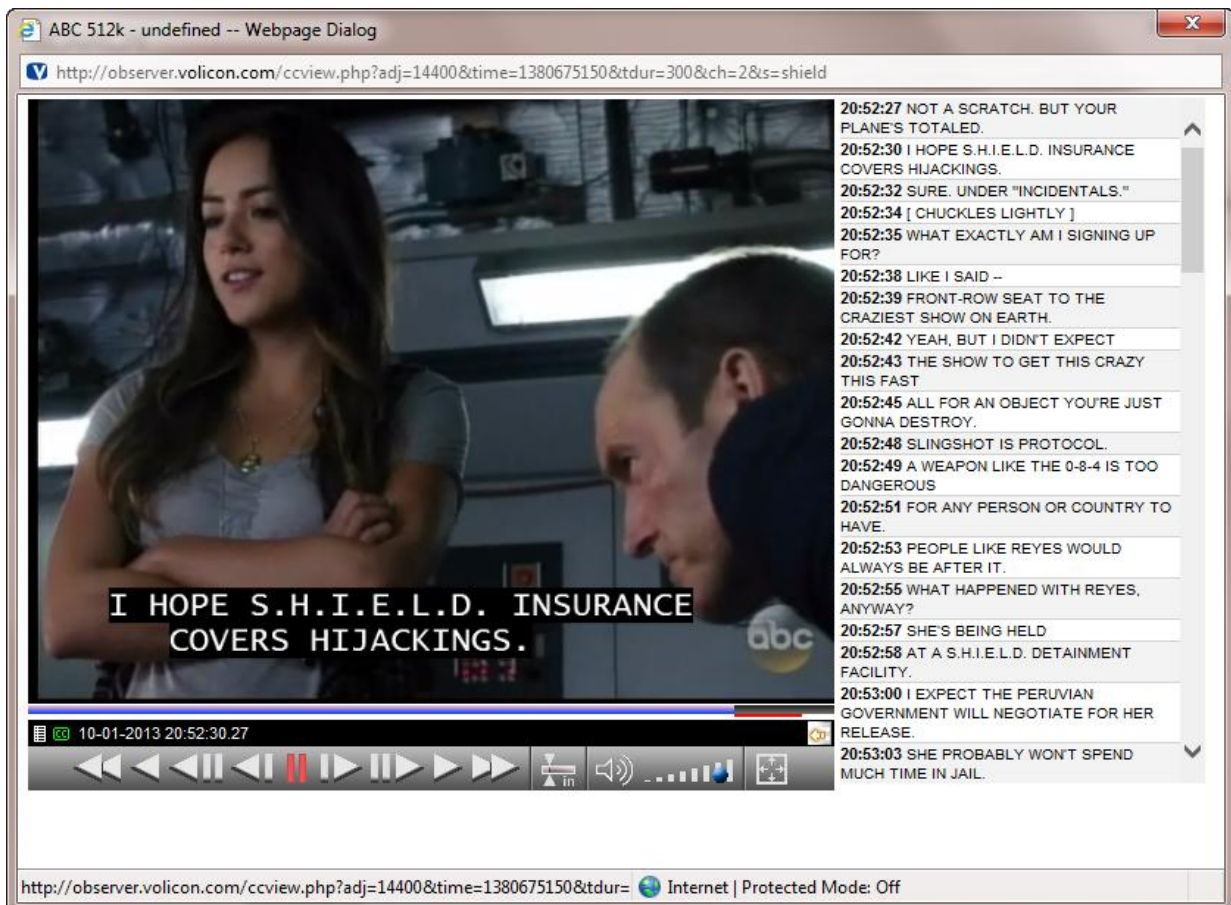 ABC 512k - undefined -- Webpage Dialog
http://observer.volicon.com/ccview.php?adj=14400&time=1380675150&tdur=300&ch=2&s=shield
I HOPE S.H.I.E.L.D. INSURANCE
COVERS HIJACKINGS.
abc
cc 10-01-2013 20:52:30.27
in
20:52:27 NOT A SCRATCH. BUT YOUR
PLANE'S TOTALED.
20:52:30 I HOPE S.H.I.E.L.D. INSURANCE
COVERS HIJACKINGS.
20:52:32 SURE. UNDER "INCIDENTALS."
20:52:34 [ CHUCKLES LIGHTLY ]
20:52:35 WHAT EXACTLY AM I SIGNING UP
FOR?
20:52:38 LIKE I SAID --
20:52:39 FRONT-ROW SEAT TO THE
CRAZIEST SHOW ON EARTH.
20:52:42 YEAH, BUT I DIDN'T EXPECT
20:52:43 THE SHOW TO GET THIS CRAZY
THIS FAST
20:52:45 ALL FOR AN OBJECT YOU'RE JUST
GONNA DESTROY.
20:52:48 SLINGSHOT IS PROTOCOL.
20:52:49 A WEAPON LIKE THE 0-8-4 IS TOO
DANGEROUS
20:52:51 FOR ANY PERSON OR COUNTRY TO
HAVE.
20:52:53 PEOPLE LIKE REYES WOULD
ALWAYS BE AFTER IT.
20:52:55 WHAT HAPPENED WITH REYES,
ANYWAY?
20:52:57 SHE'S BEING HELD
20:52:58 AT A S.H.I.E.L.D. DETAINMENT
FACILITY.
20:53:00 I EXPECT THE PERUVIAN
GOVERNMENT WILL NEGOTIATE FOR HER
RELEASE.
20:53:03 SHE PROBABLY WON'T SPEND
MUCH TIME IN JAIL.
http://observer.volicon.com/ccview.php?adj=14400&time=1380675150&tdur= Internet | Protected Mode: Off